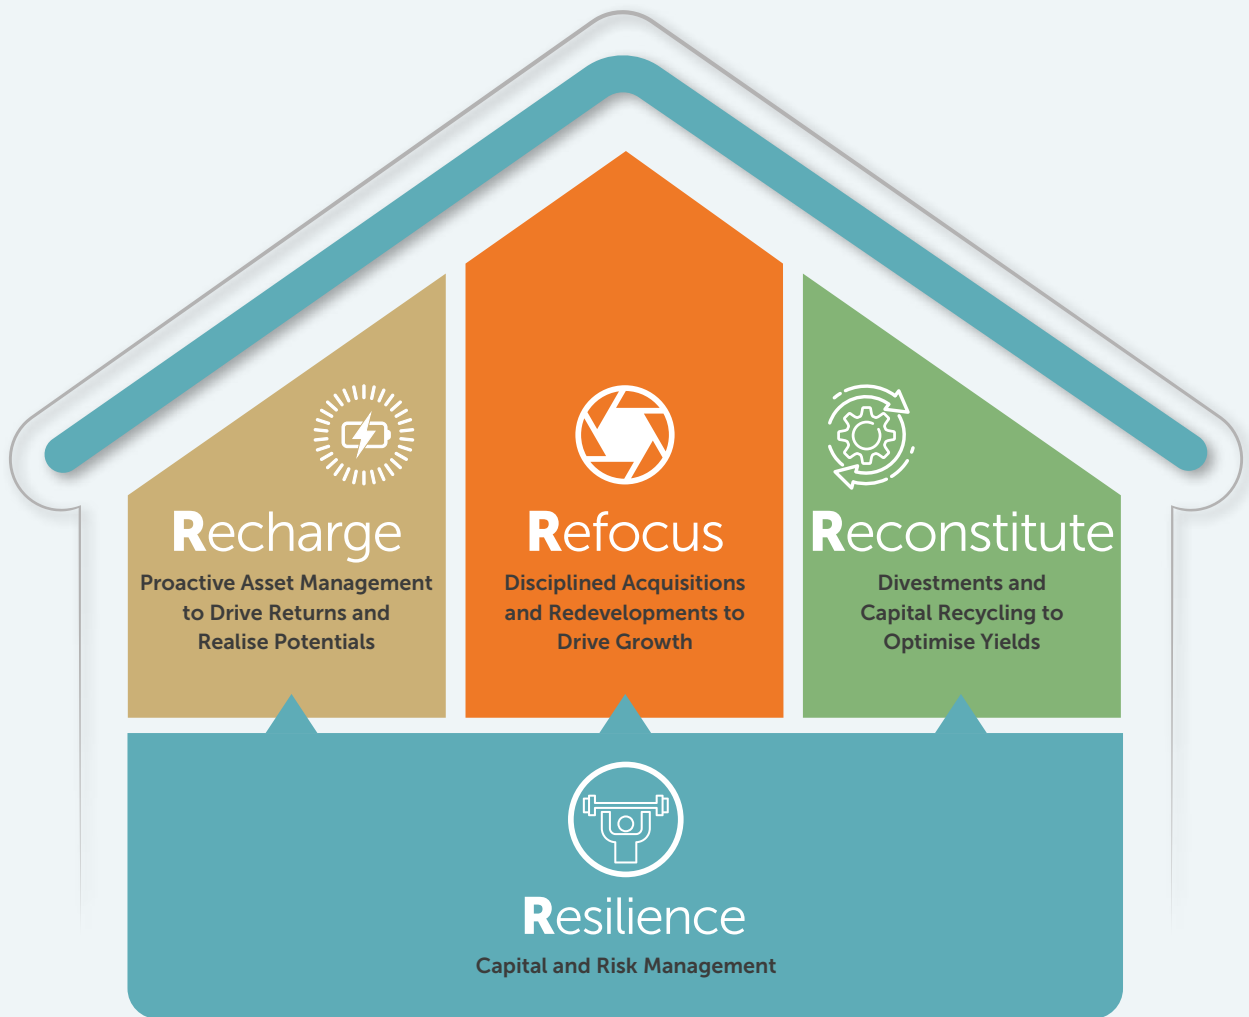 Recharge
Proactive Asset Management
to Drive Returns and
Realise Potentials
Refocus
Disciplined Acquisitions
and Redevelopments to
Drive Growth
Reconstitute
Divestments and
Capital Recycling to
Optimise Yields
Resilience
Capital and Risk Management